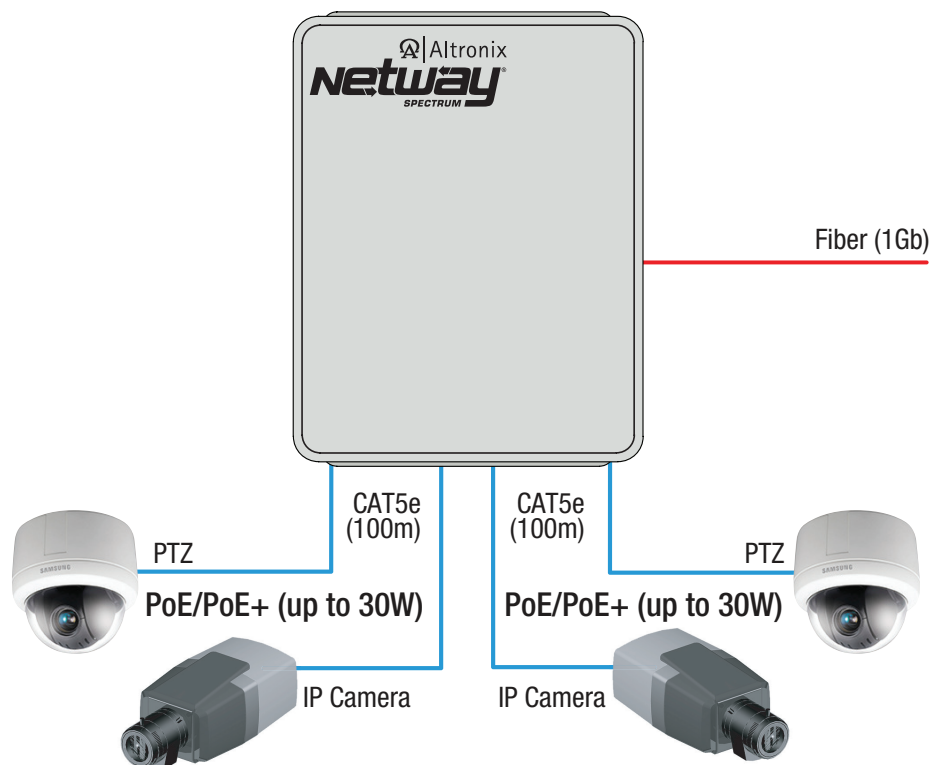 Altronix
Netway®
SPECTRUM
Fiber (1Gb)
CAT5e
(100m)
CAT5e
(100m)
PTZ
PTZ
SAMSUNG
SAMSUNG
PoE/PoE+ (up to 30W)
PoE/PoE+ (up to 30W)
IP Camera
IP Camera